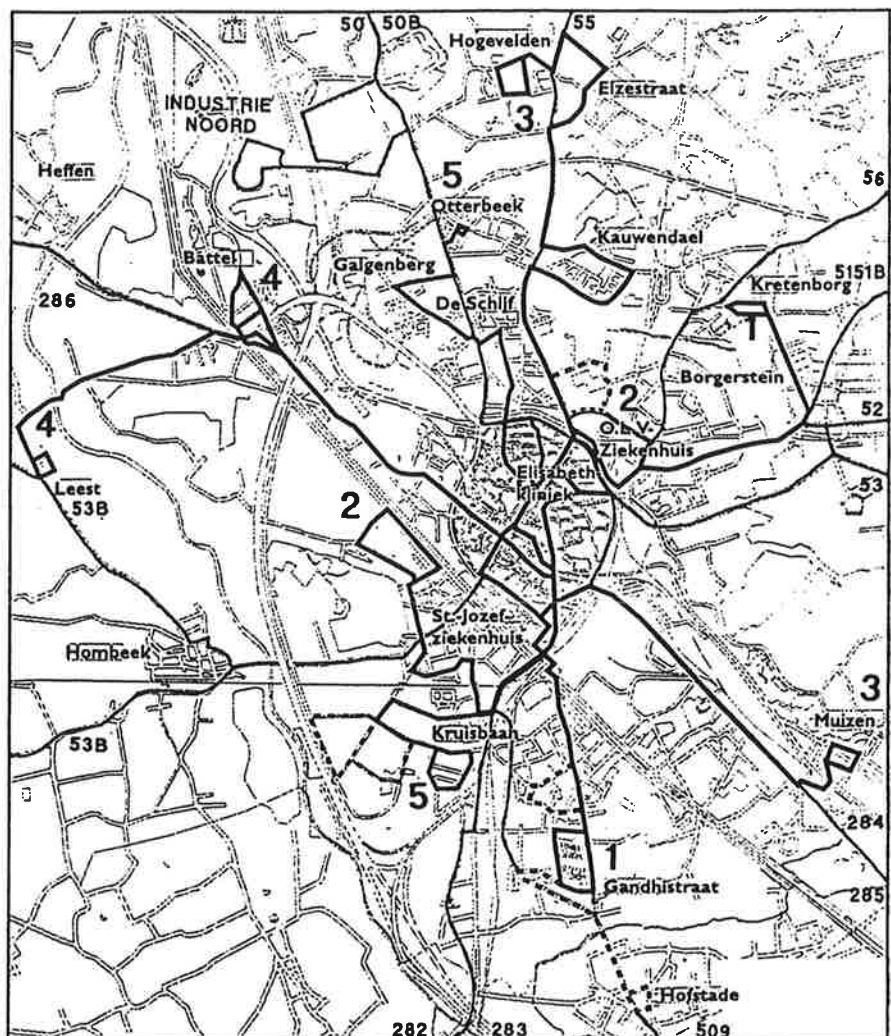 50
50B
55
Hogevelden
Elzestraat
INDUSTRIE
NOORD
3
Heffen
5
56
Otterbeek
Kauwendael
Battel
4
Galgenberg
5151B
Kretenborg
286
De Schijf
1
Borgerstein
2
52
O.L.V.
Ziekenhuis
4
Elisabeth
kliniek
53
Leest
53B
2
St.-Jozef-
ziekenhuis
Hombeek
3
Muizen
53B
Kruisbaan
5
284
1
Gandhistraat
285
Hofstade
282
283
509